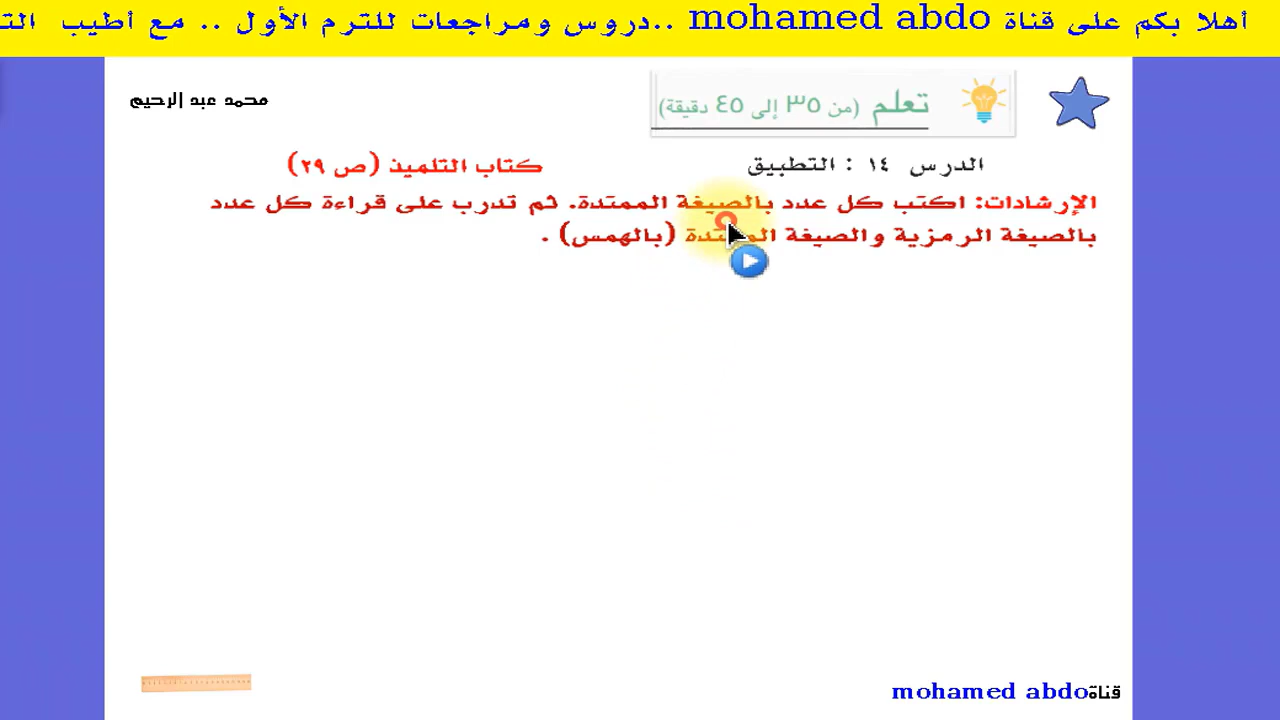 أهلا بكم على قناة mohamed abdo ..دروس ومراجعات للترم الأول .. مع أطيب
محمد عبد الرحيم
تعلم (من ٣٥ إلى ٤٥ دقيقة)
الدرس ١٤ : التطبيق
كتاب التلميذ (ص ٢٩)
الإرشادات: اكتب كل عدد بالصيغة الممتدة. ثم تدرب على قراءة كل عدد
بالصيغة الرمزية والصيغة الممتدة (بالهمس) .
قناةmohamed abdo